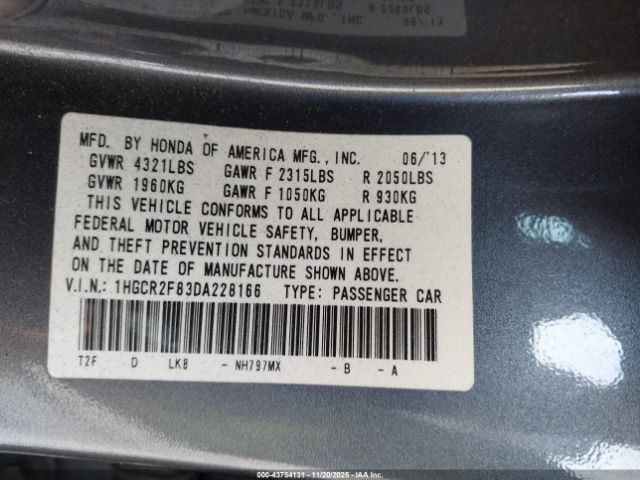 MFD. BY HONDA OF AMERICA MFG., INC. 06/'13
GVWR 4321LBS GAWR F 2315LBS R 2050LBS
GVWR 1960KG GAWR F 1050KG R 930KG
THIS VEHICLE CONFORMS TO ALL APPLICABLE
FEDERAL MOTOR VEHICLE SAFETY, BUMPER,
AND THEFT PREVENTION STANDARDS IN EFFECT
ON THE DATE OF MANUFACTURE SHOWN ABOVE.
V.I.N.: 1HGCR2F83DA228166 TYPE: PASSENGER CAR
T2F D LK8 - NH797MX - B - A
000-43754131 - 11/20/2025 - IAA Inc.